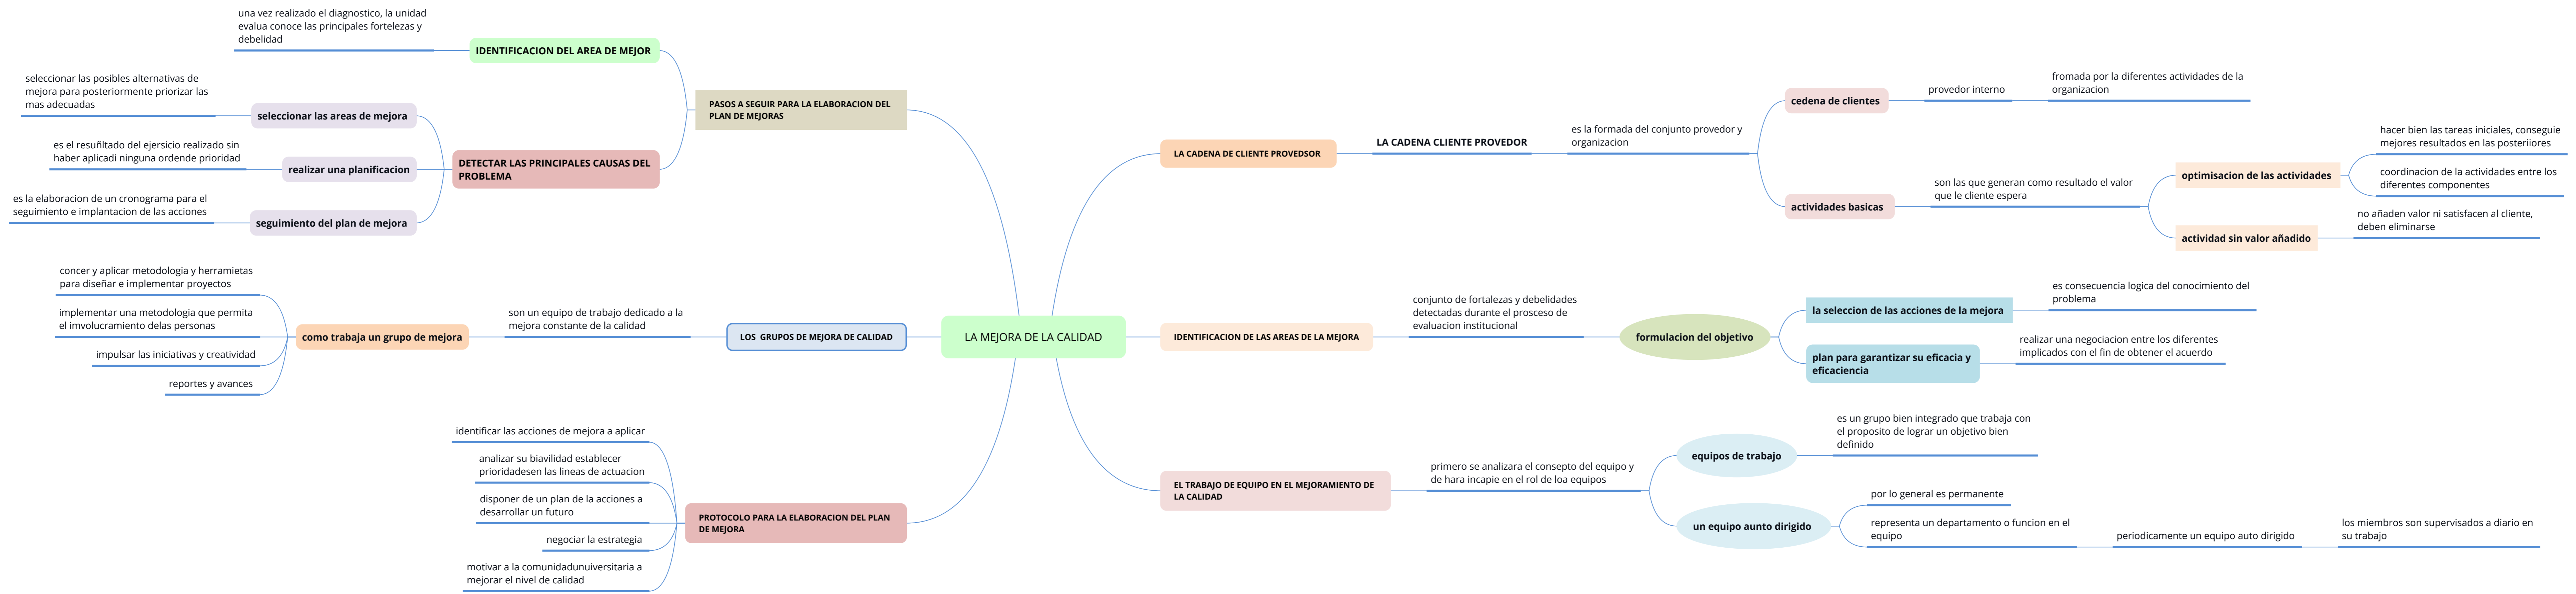 una vez realizado el diagnostico, la unidad
evalua conoce las principales fortelezas y
debelidad
IDENTIFICACION DEL AREA DE MEJOR
seleccionar las posibles alternativas de
mejora para posteriormente priorizar las
mas adecuadas
seleccionar las areas de mejora
es el resuñltado del ejersicio realizado sin
haber aplicadi ninguna ordende prioridad
realizar una planificacion
es la elaboracion de un cronograma para el
seguimiento e implantacion de las acciones
seguimiento del plan de mejora
DETECTAR LAS PRINCIPALES CAUSAS DEL
PROBLEMA
PASOS A SEGUIR PARA LA ELABORACION DEL
PLAN DE MEJORAS
concer y aplicar metodologia y herramietas
para diseñar e implementar proyectos
implementar una metodologia que permita
el imvolucramiento delas personas
impulsar las iniciativas y creatividad
reportes y avances
como trabaja un grupo de mejora
son un equipo de trabajo dedicado a la
mejora constante de la calidad
LOS  GRUPOS DE MEJORA DE CALIDAD
identificar las acciones de mejora a aplicar
analizar su biavilidad establecer
prioridadesen las lineas de actuacion
disponer de un plan de la acciones a
desarrollar un futuro
negociar la estrategia
motivar a la comunidadunuiversitaria a
mejorar el nivel de calidad
PROTOCOLO PARA LA ELABORACION DEL PLAN
DE MEJORA
LA MEJORA DE LA CALIDAD
LA CADENA DE CLIENTE PROVEDSOR
LA CADENA CLIENTE PROVEDOR
es la formada del conjunto provedor y
organizacion
cedena de clientes
provedor interno
fromada por la diferentes actividades de la
organizacion
actividades basicas
son las que generan como resultado el valor
que le cliente espera
optimisacion de las actividades
hacer bien las tareas iniciales, conseguie
mejores resultados en las posteriiores
coordinacion de la actividades entre los
diferentes componentes
actividad sin valor añadido
no añaden valor ni satisfacen al cliente,
deben eliminarse
IDENTIFICACION DE LAS AREAS DE LA MEJORA
conjunto de fortalezas y debelidades
detectadas durante el prosceso de
evaluacion institucional
formulacion del objetivo
la seleccion de las acciones de la mejora
es consecuencia logica del conocimiento del
problema
plan para garantizar su eficacia y
eficaciencia
realizar una negociacion entre los diferentes
implicados con el fin de obtener el acuerdo
EL TRABAJO DE EQUIPO EN EL MEJORAMIENTO DE
LA CALIDAD
primero se analizara el consepto del equipo y
de hara incapie en el rol de loa equipos
equipos de trabajo
es un grupo bien integrado que trabaja con
el proposito de lograr un objetivo bien
definido
un equipo aunto dirigido
por lo general es permanente
representa un departamento o funcion en el
equipo
periodicamente un equipo auto dirigido
los miembros son supervisados a diario en
su trabajo